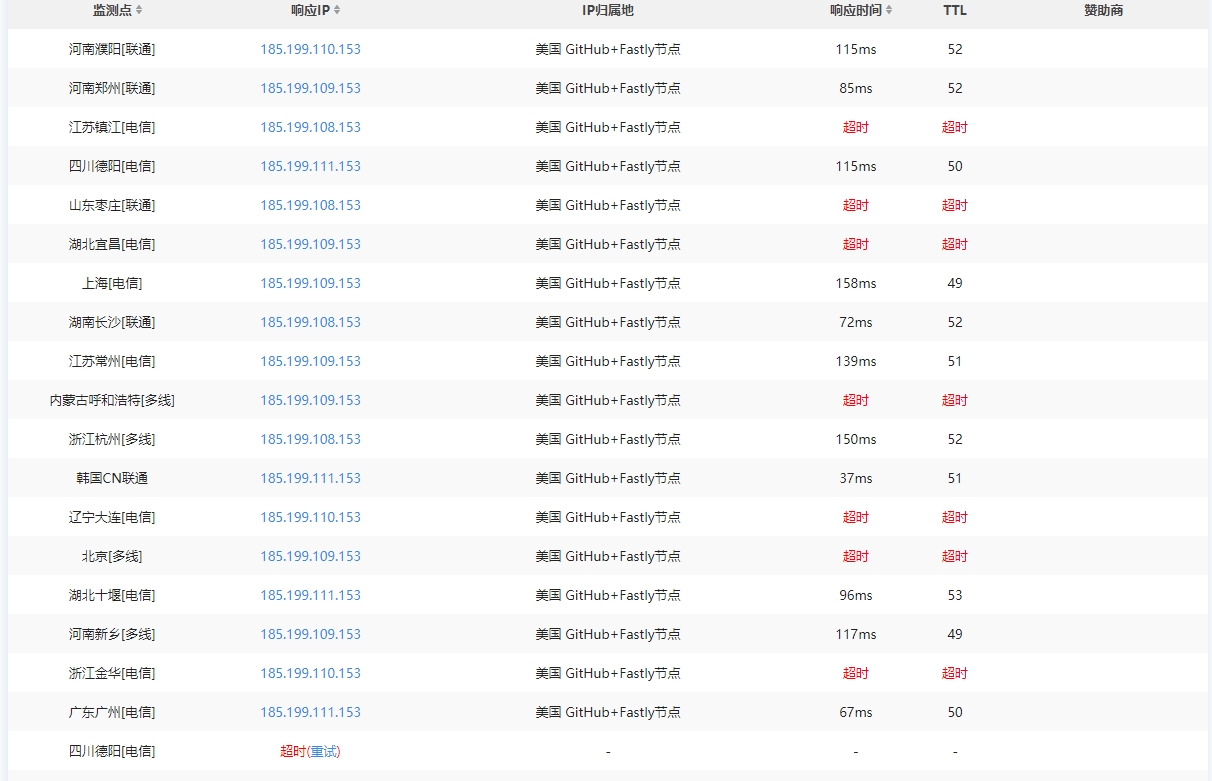 监测点 响应IP IP归属地 响应时间 TTL 赞助商
河南濮阳[联通] 185.199.110.153 美国 GitHub+Fastly节点 115ms 52
河南郑州[联通] 185.199.109.153 美国 GitHub+Fastly节点 85ms 52
江苏镇江[电信] 185.199.108.153 美国 GitHub+Fastly节点 超时 超时
四川德阳[电信] 185.199.111.153 美国 GitHub+Fastly节点 115ms 50
山东枣庄[联通] 185.199.108.153 美国 GitHub+Fastly节点 超时 超时
湖北宜昌[电信] 185.199.109.153 美国 GitHub+Fastly节点 超时 超时
上海[电信] 185.199.109.153 美国 GitHub+Fastly节点 158ms 49
湖南长沙[联通] 185.199.108.153 美国 GitHub+Fastly节点 72ms 52
江苏常州[电信] 185.199.109.153 美国 GitHub+Fastly节点 139ms 51
内蒙古呼和浩特[多线] 185.199.109.153 美国 GitHub+Fastly节点 超时 超时
浙江杭州[多线] 185.199.108.153 美国 GitHub+Fastly节点 150ms 52
韩国CN联通 185.199.111.153 美国 GitHub+Fastly节点 37ms 51
辽宁大连[电信] 185.199.110.153 美国 GitHub+Fastly节点 超时 超时
北京[多线] 185.199.109.153 美国 GitHub+Fastly节点 超时 超时
湖北十堰[电信] 185.199.111.153 美国 GitHub+Fastly节点 96ms 53
河南新乡[多线] 185.199.109.153 美国 GitHub+Fastly节点 117ms 49
浙江金华[电信] 185.199.110.153 美国 GitHub+Fastly节点 超时 超时
广东广州[电信] 185.199.111.153 美国 GitHub+Fastly节点 67ms 50
四川德阳[电信] 超时(重试) - - -